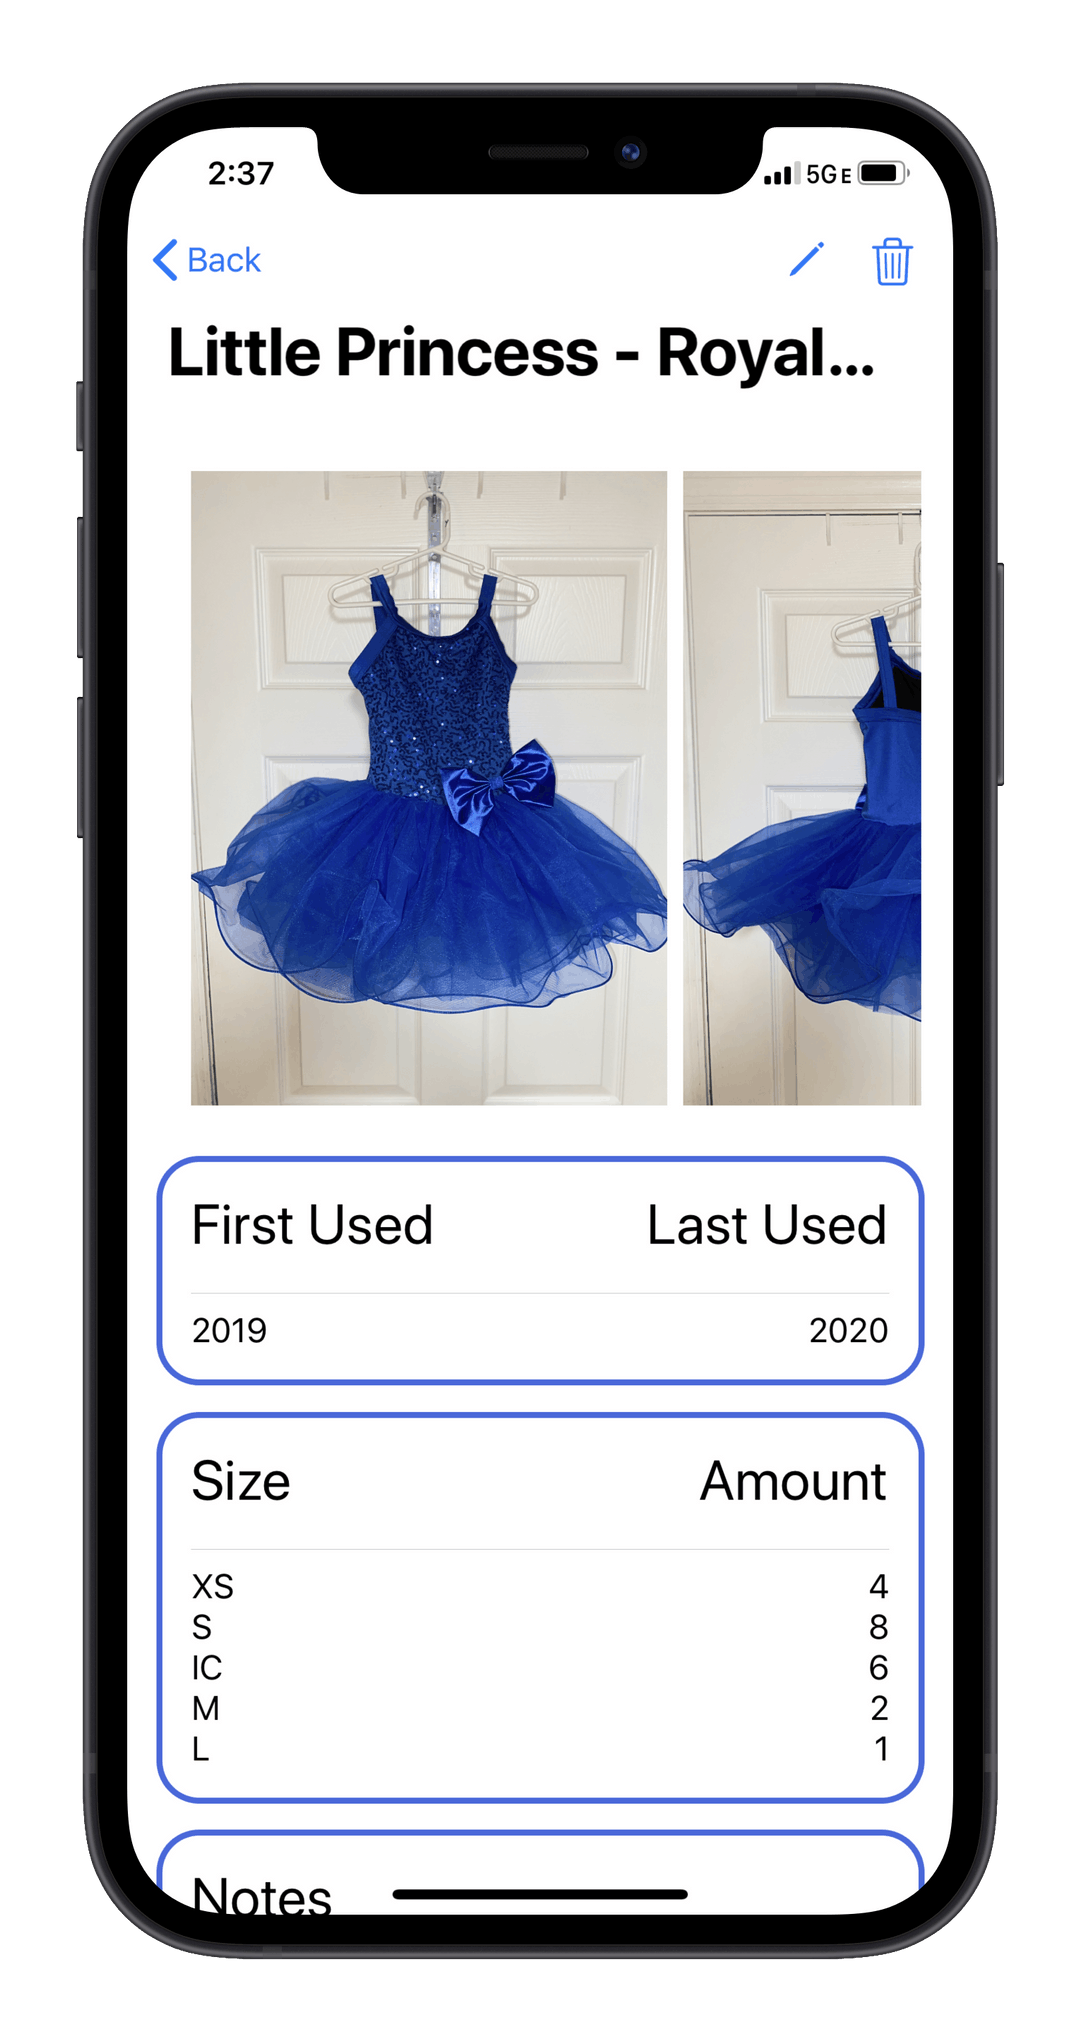 2:37 5GE
Back
Little Princess - Royal...
First Used Last Used
2019 2020
Size Amount
XS 4
S 8
IC 6
M 2
L 1
Notes